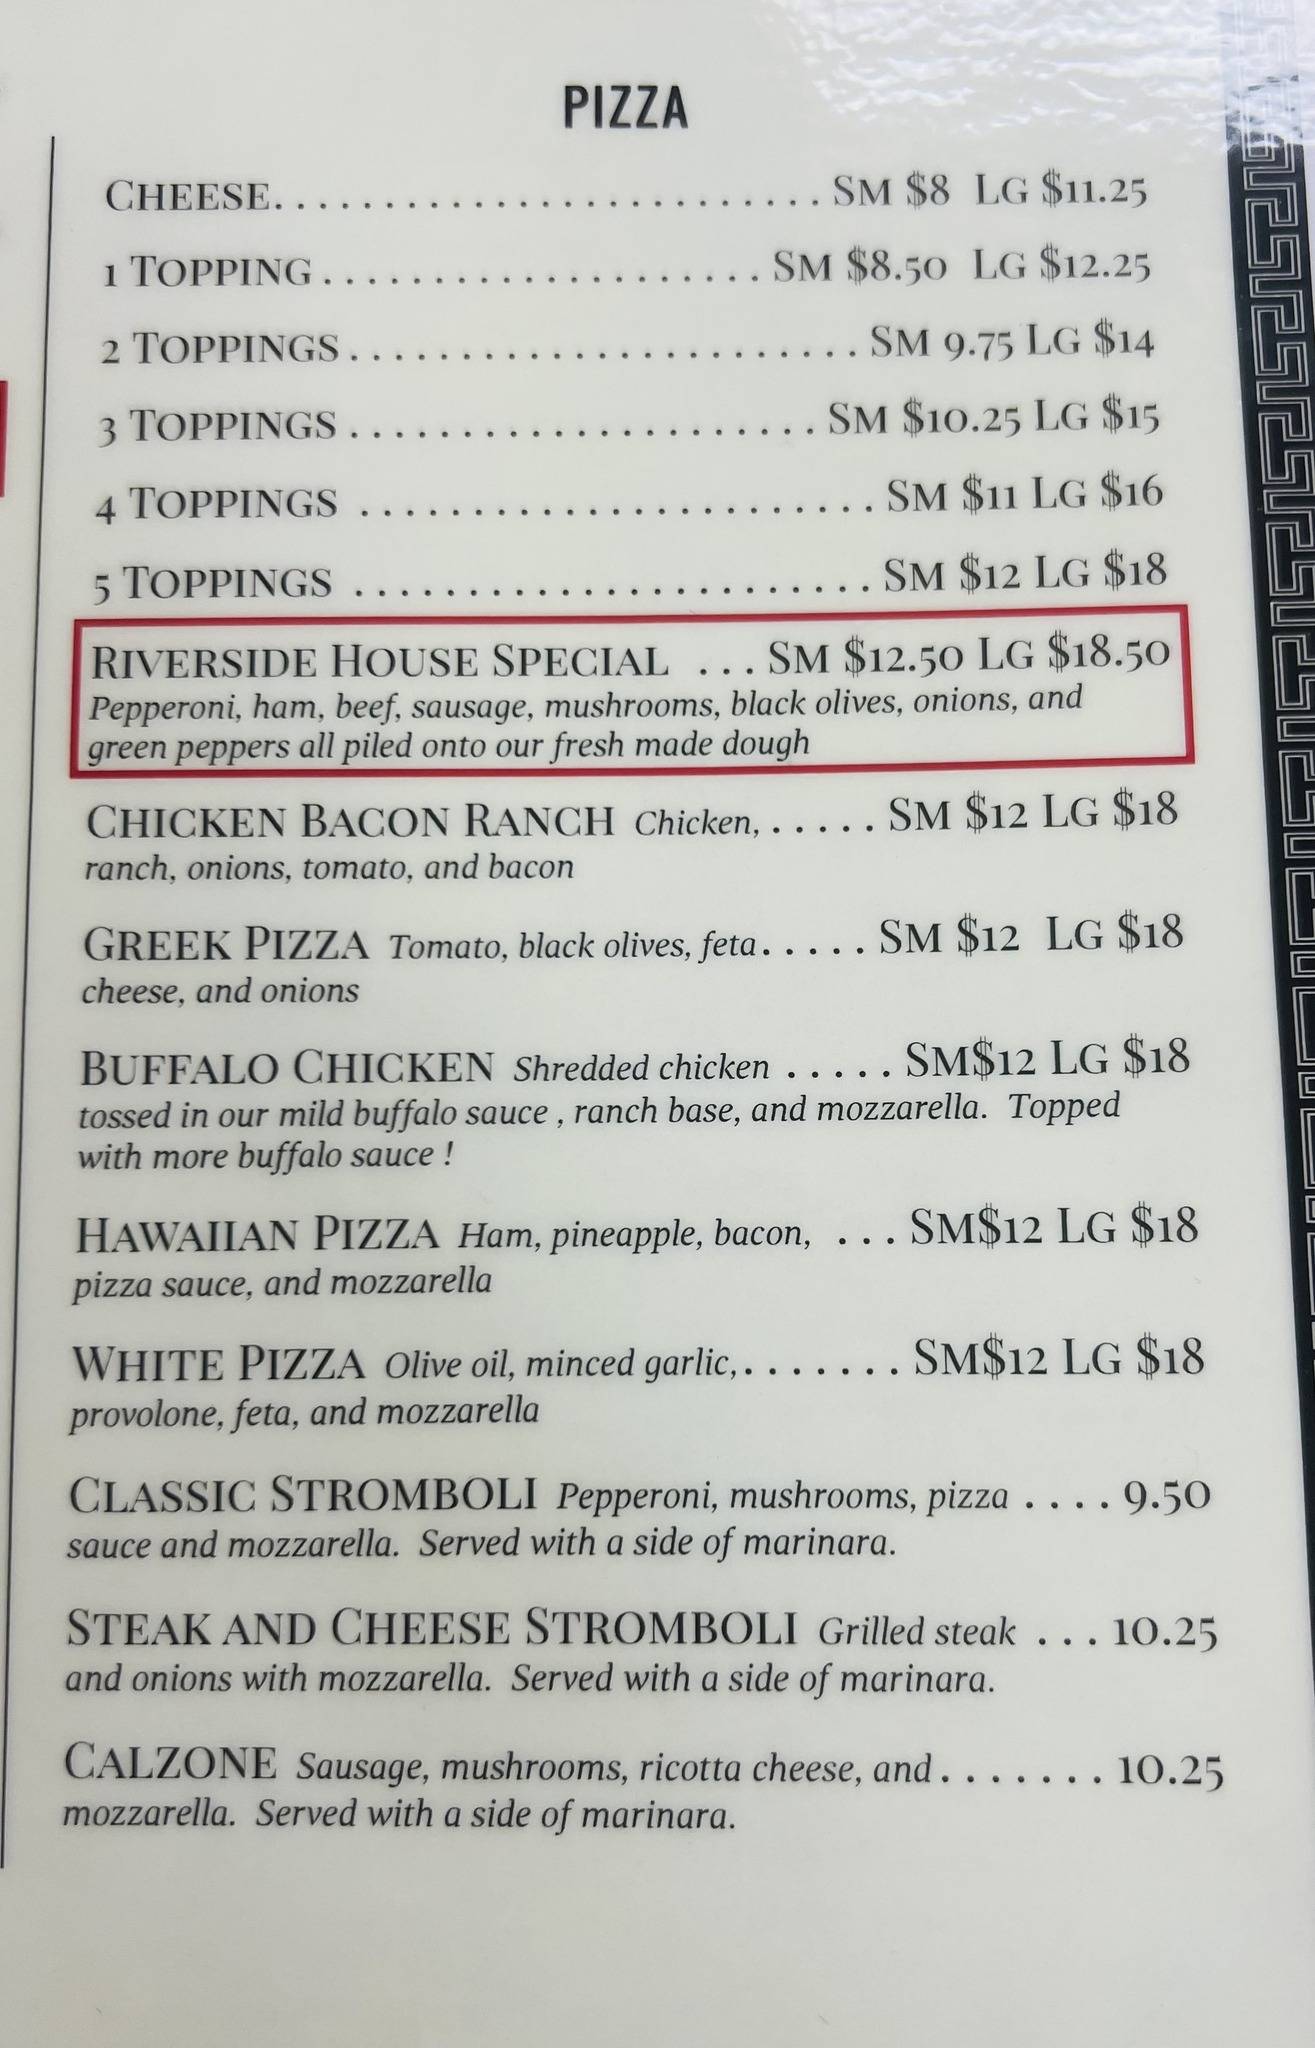 PIZZA
CHEESE.......................... SM $8 LG $11.25
1 TOPPING.................... SM $8.50 LG $12.25
2 TOPPINGS....................... SM 9.75 LG $14
3 TOPPINGS..................... SM $10.25 LG $15
4 TOPPINGS ....................... SM $11 LG $16
5 TOPPINGS ....................... SM $12 LG $18
RIVERSIDE HOUSE SPECIAL ... SM $12.50 LG $18.50
Pepperoni, ham, beef, sausage, mushrooms, black olives, onions, and
green peppers all piled onto our fresh made dough
CHICKEN BACON RANCH Chicken, ..... SM $12 LG $18
ranch, onions, tomato, and bacon
GREEK PIZZA Tomato, black olives, feta..... SM $12 LG $18
cheese, and onions
BUFFALO CHICKEN Shredded chicken ..... SM$12 LG $18
tossed in our mild buffalo sauce , ranch base, and mozzarella. Topped
with more buffalo sauce !
HAWAIIAN PIZZA Ham, pineapple, bacon, ... SM$12 LG $18
pizza sauce, and mozzarella
WHITE PIZZA Olive oil, minced garlic,....... SM$12 LG $18
provolone, feta, and mozzarella
CLASSIC STROMBOLI Pepperoni, mushrooms, pizza .... 9.50
sauce and mozzarella. Served with a side of marinara.
STEAK AND CHEESE STROMBOLI Grilled steak ... 10.25
and onions with mozzarella. Served with a side of marinara.
CALZONE Sausage, mushrooms, ricotta cheese, and....... 10.25
mozzarella. Served with a side of marinara.